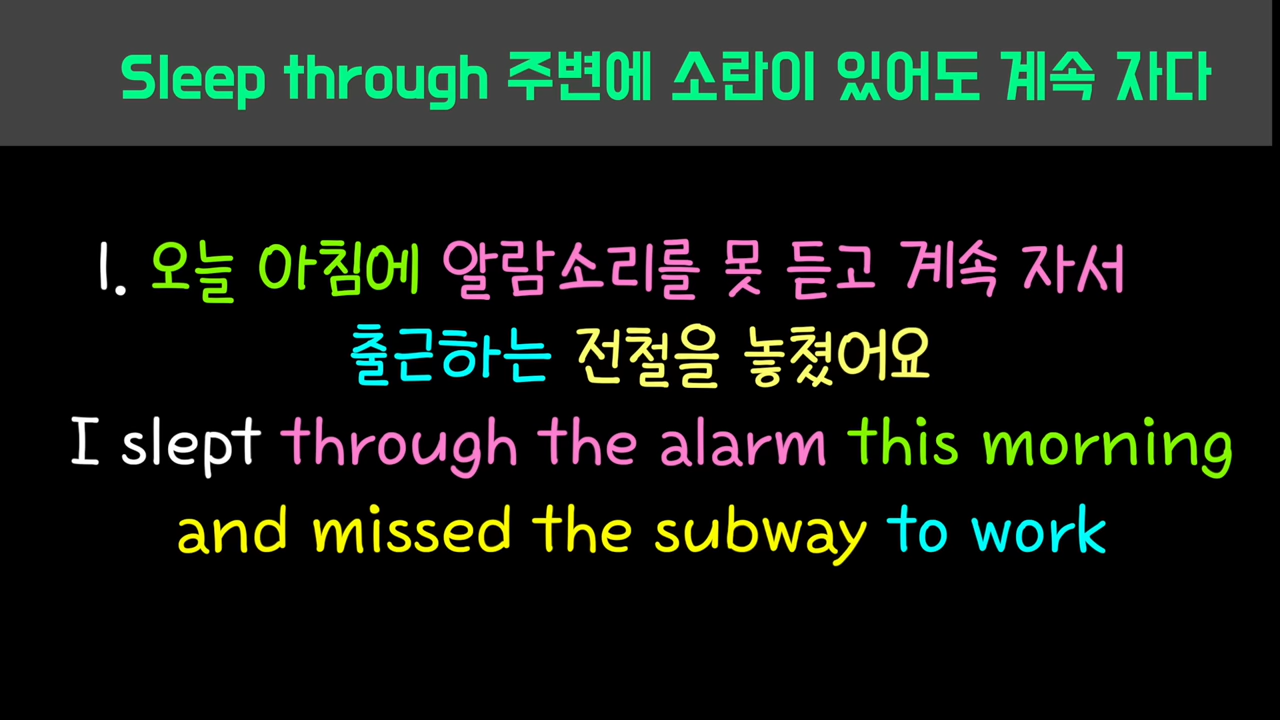 Sleep through 주변에 소란이 있어도 계속 자다
1. 오늘 아침에 알람소리를 못 듣고 계속 자서
출근하는 전철을 놓쳤어요
I slept through the alarm this morning
and missed the subway to work